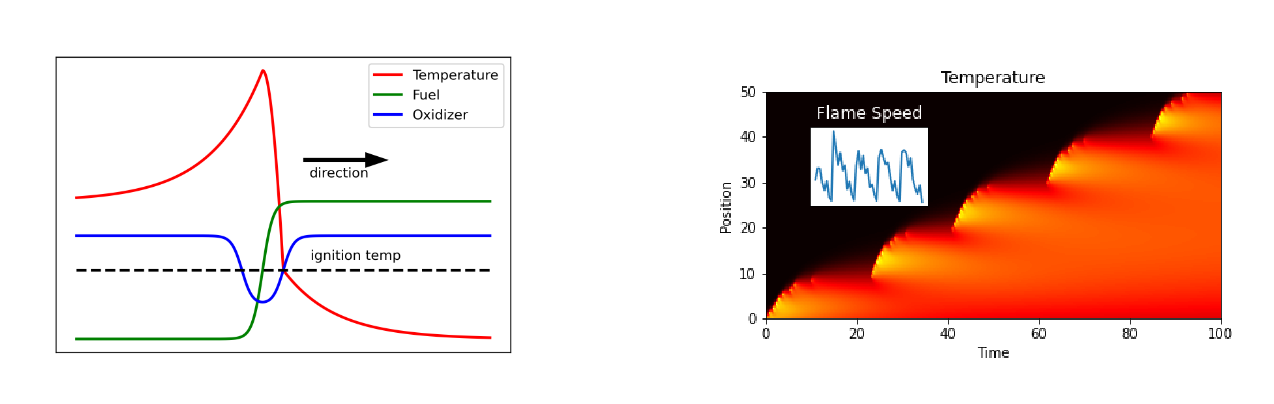 Temperature
Fuel
Oxidizer
direction
ignition temp
Temperature
Flame Speed
Position
50
40
30
20
10
0
0 20 40 60 80 100
Time